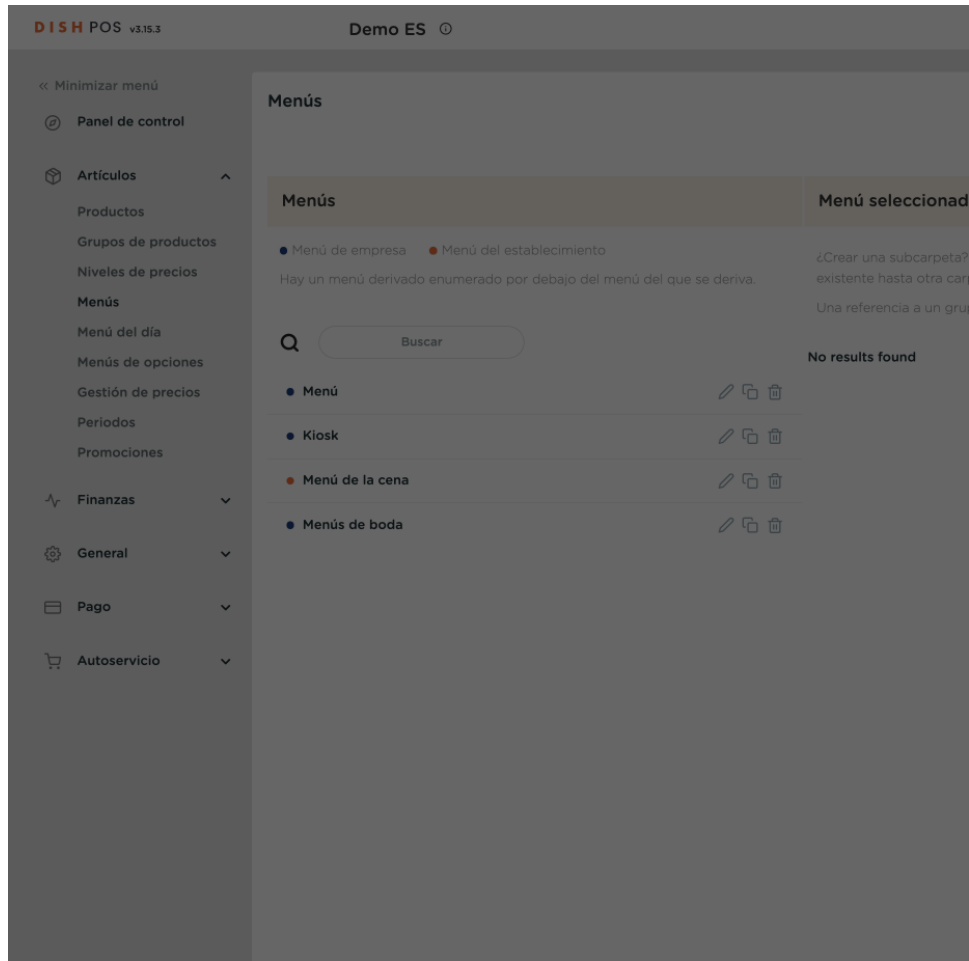 DISH POS v3.15.3
Demo ES
« Minimizar menú
Panel de control
Artículos
Productos
Grupos de productos
Niveles de precios
Menús
Menú del día
Menús de opciones
Gestión de precios
Periodos
Promociones
Finanzas
General
Pago
Autoservicio
Menús
Menús
Menú de empresa Menú del establecimiento
Hay un menú derivado enumerado por debajo del menú del que se deriva.
Buscar
Menú
Kiosk
Menú de la cena
Menús de boda
Menú seleccionad
¿Crear una subcarpeta?
existente hasta otra car
Una referencia a un gru
No results found